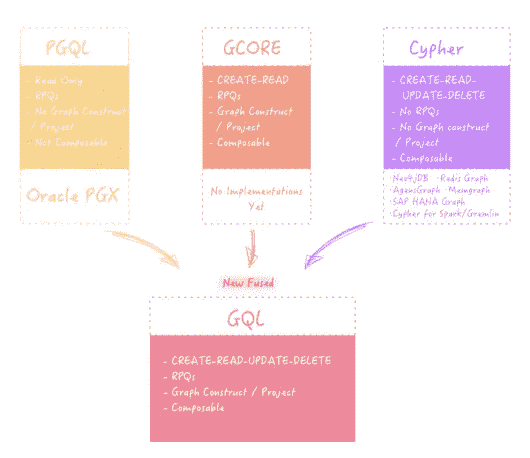 PGQL
- Read Only
- RPQs
- No Graph Construct
/ Project
- Not Composable
Oracle PGX
GCORE
- CREATE-READ
- RPQs
- Graph Construct
/ Project
- Composable
No Implementations
Yet
Cypher
- CREATE-READ-
UPDATE-DELETE
- No RPQs
- No Graph construct
/ Project
- Composable
·Neo4jDB ·Redis Graph
·AgensGraph ·Memgraph
·SAP HANA Graph
·Cypher for Spark/Gremlin
New Fused
GQL
- CREATE-READ-UPDATE-DELETE
- RPQs
- Graph Construct / Project
- Composable